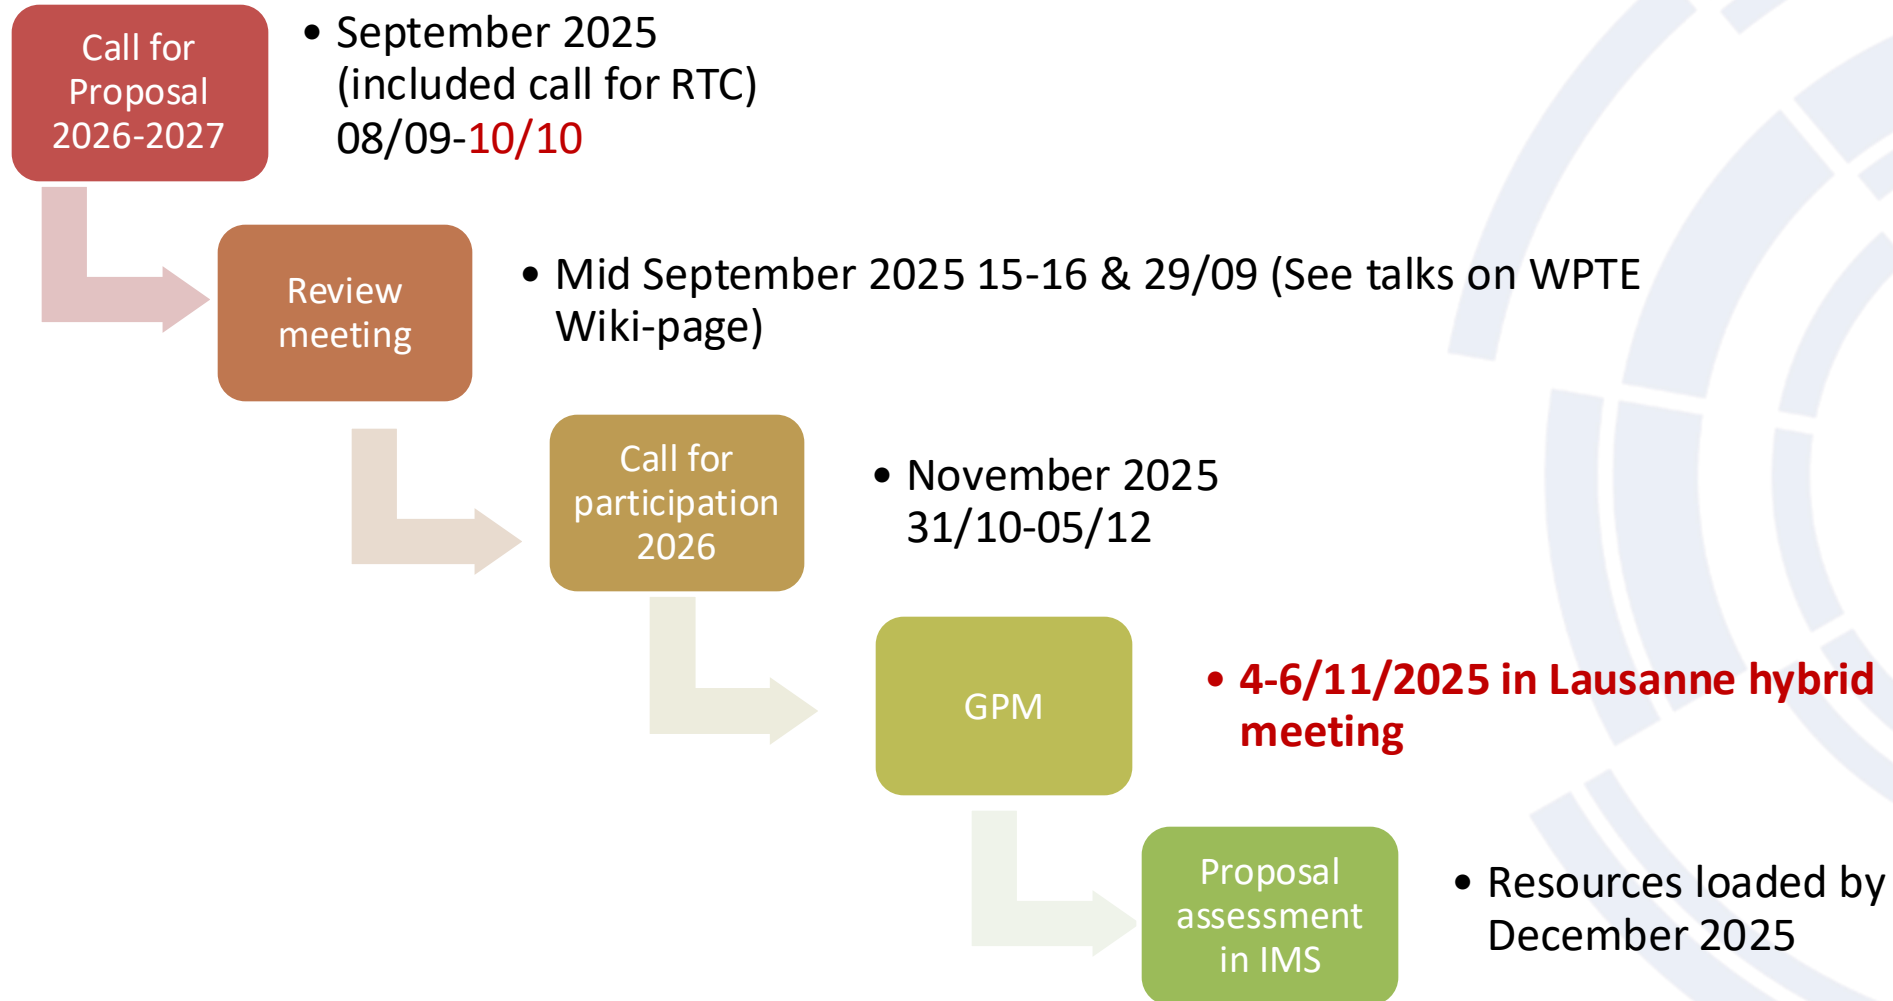 Call for
Proposal
2026-2027
• September 2025
(included call for RTC)
08/09-10/10
Review
meeting
• Mid September 2025 15-16 & 29/09 (See talks on WPTE
Wiki-page)
Call for
participation
2026
• November 2025
31/10-05/12
GPM
• 4-6/11/2025 in Lausanne hybrid
meeting
Proposal
assessment
in IMS
• Resources loaded by
December 2025